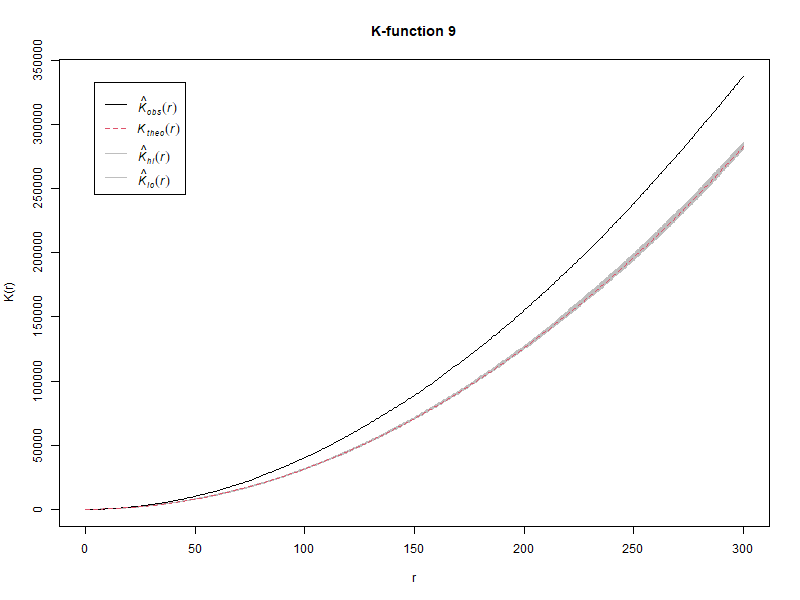 K-function 9
K̂obs(r)
Ktheo(r)
K̂hi(r)
K̂lo(r)
K(r)
350000
300000
250000
200000
150000
100000
50000
0
0 50 100 150 200 250 300
r